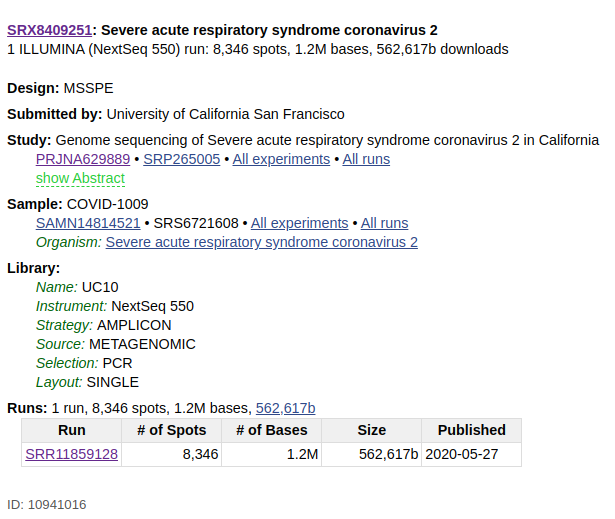 SRX8409251: Severe acute respiratory syndrome coronavirus 2
1 ILLUMINA (NextSeq 550) run: 8,346 spots, 1.2M bases, 562,617b downloads
Design: MSSPE
Submitted by: University of California San Francisco
Study: Genome sequencing of Severe acute respiratory syndrome coronavirus 2 in California
PRJNA629889 • SRP265005 • All experiments • All runs
show Abstract
Sample: COVID-1009
SAMN14814521 • SRS6721608 • All experiments • All runs
Organism: Severe acute respiratory syndrome coronavirus 2
Library:
Name: UC10
Instrument: NextSeq 550
Strategy: AMPLICON
Source: METAGENOMIC
Selection: PCR
Layout: SINGLE
Runs: 1 run, 8,346 spots, 1.2M bases, 562,617b
Run # of Spots # of Bases Size Published
SRR11859128 8,346 1.2M 562,617b 2020-05-27
ID: 10941016